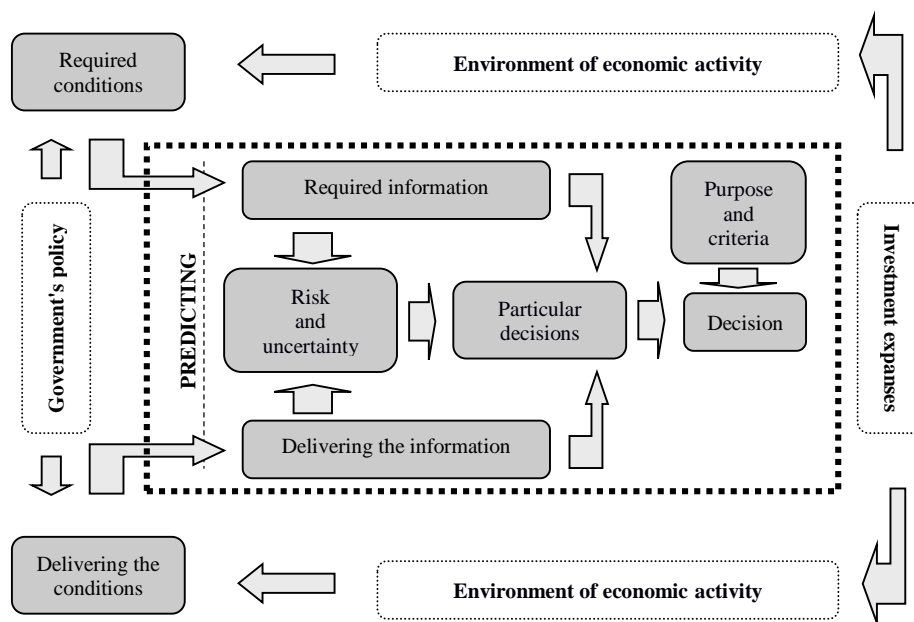 Required
conditions
Environment of economic activity
Government's policy
PREDICTING
Required information
Purpose
and
criteria
Investment expanses
Risk
and
uncertainty
Particular
decisions
Decision
Delivering the information
Delivering the
conditions
Environment of economic activity